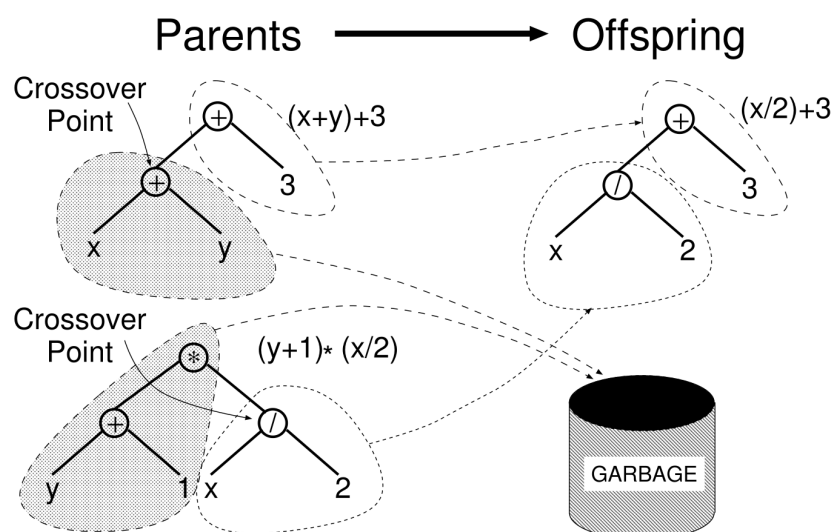 Parents Offspring
Crossover
Point
+
(x+y)+3
+
3
x
y
+
(x/2)+3
/
3
x
2
Crossover
Point
*
(y+1)* (x/2)
+
/
y
1
x
2
GARBAGE